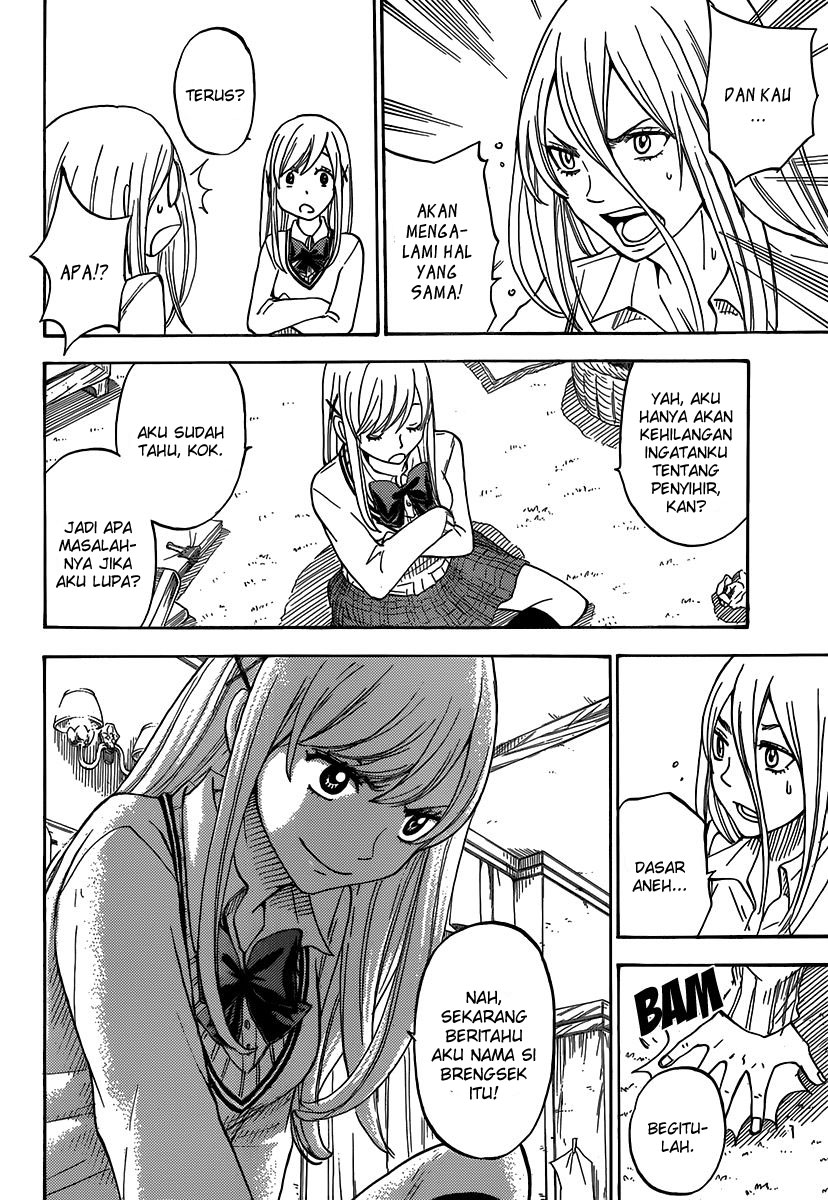 DAN KAU
...
AKAN
MENGA-
LAMI HAL
YANG
SAMA!
TERUS?
APA!?
YAH, AKU
HANYA AKAN
KEHILANGAN
INGATANKU
TENTANG
PENYIHIR,
KAN?
AKU SUDAH
TAHU, KOK.
JADI APA
MASALAH-
NYA JIKA
AKU LUPA?
DASAR
ANEH...
BAM
BEGITU-
LAH.
NAH,
SEKARANG
BERITAHU
AKU NAMA SI
BRENGSEK
ITU!